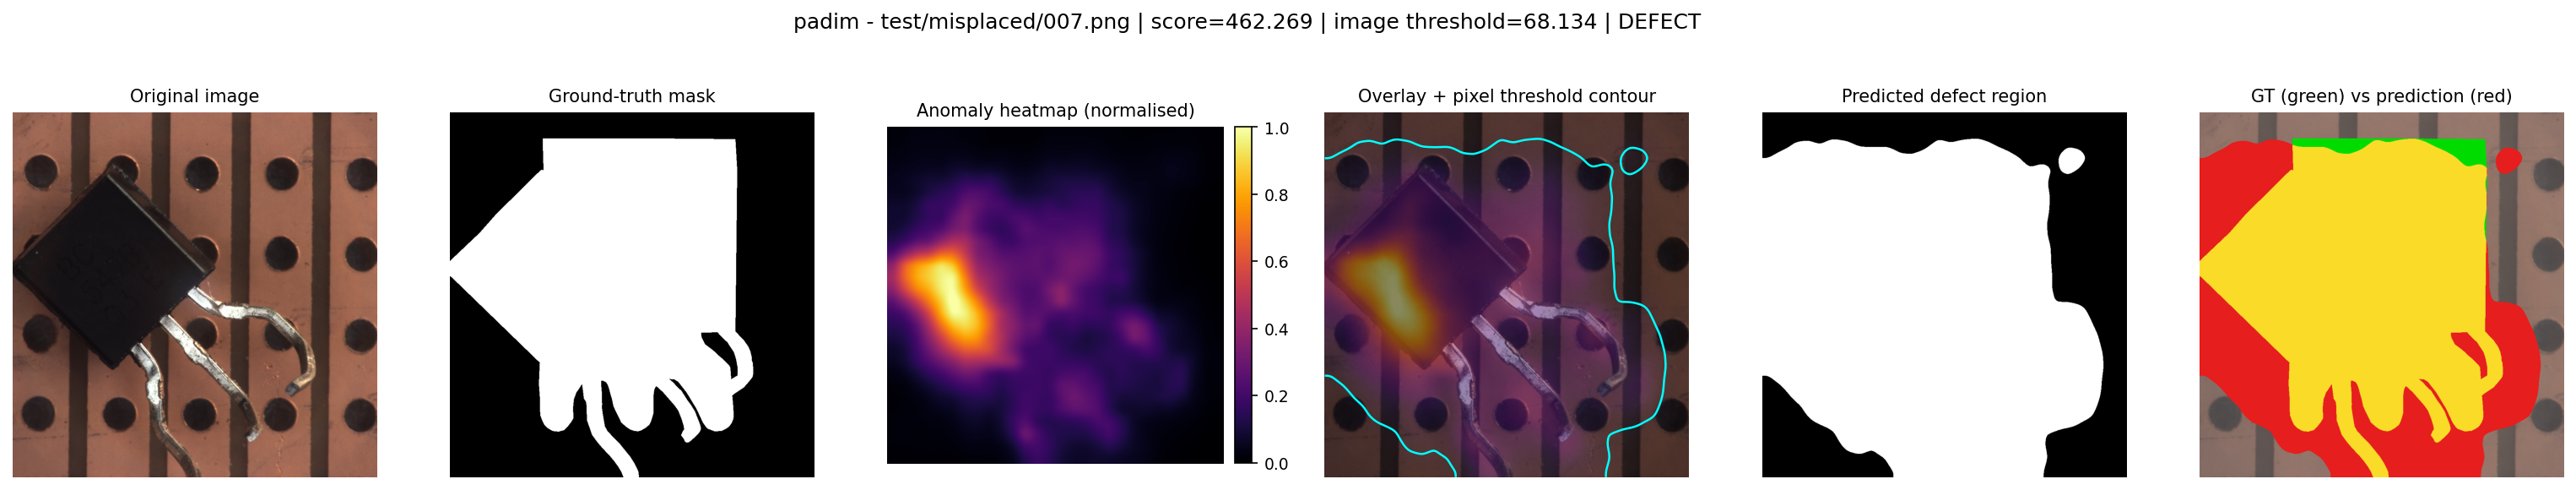 padim - test/misplaced/007.png | score=462.269 | image threshold=68.134 | DEFECT
Original image
Ground-truth mask
Anomaly heatmap (normalised)
Overlay + pixel threshold contour
Predicted defect region
GT (green) vs prediction (red)
1.0
0.8
0.6
0.4
0.2
0.0